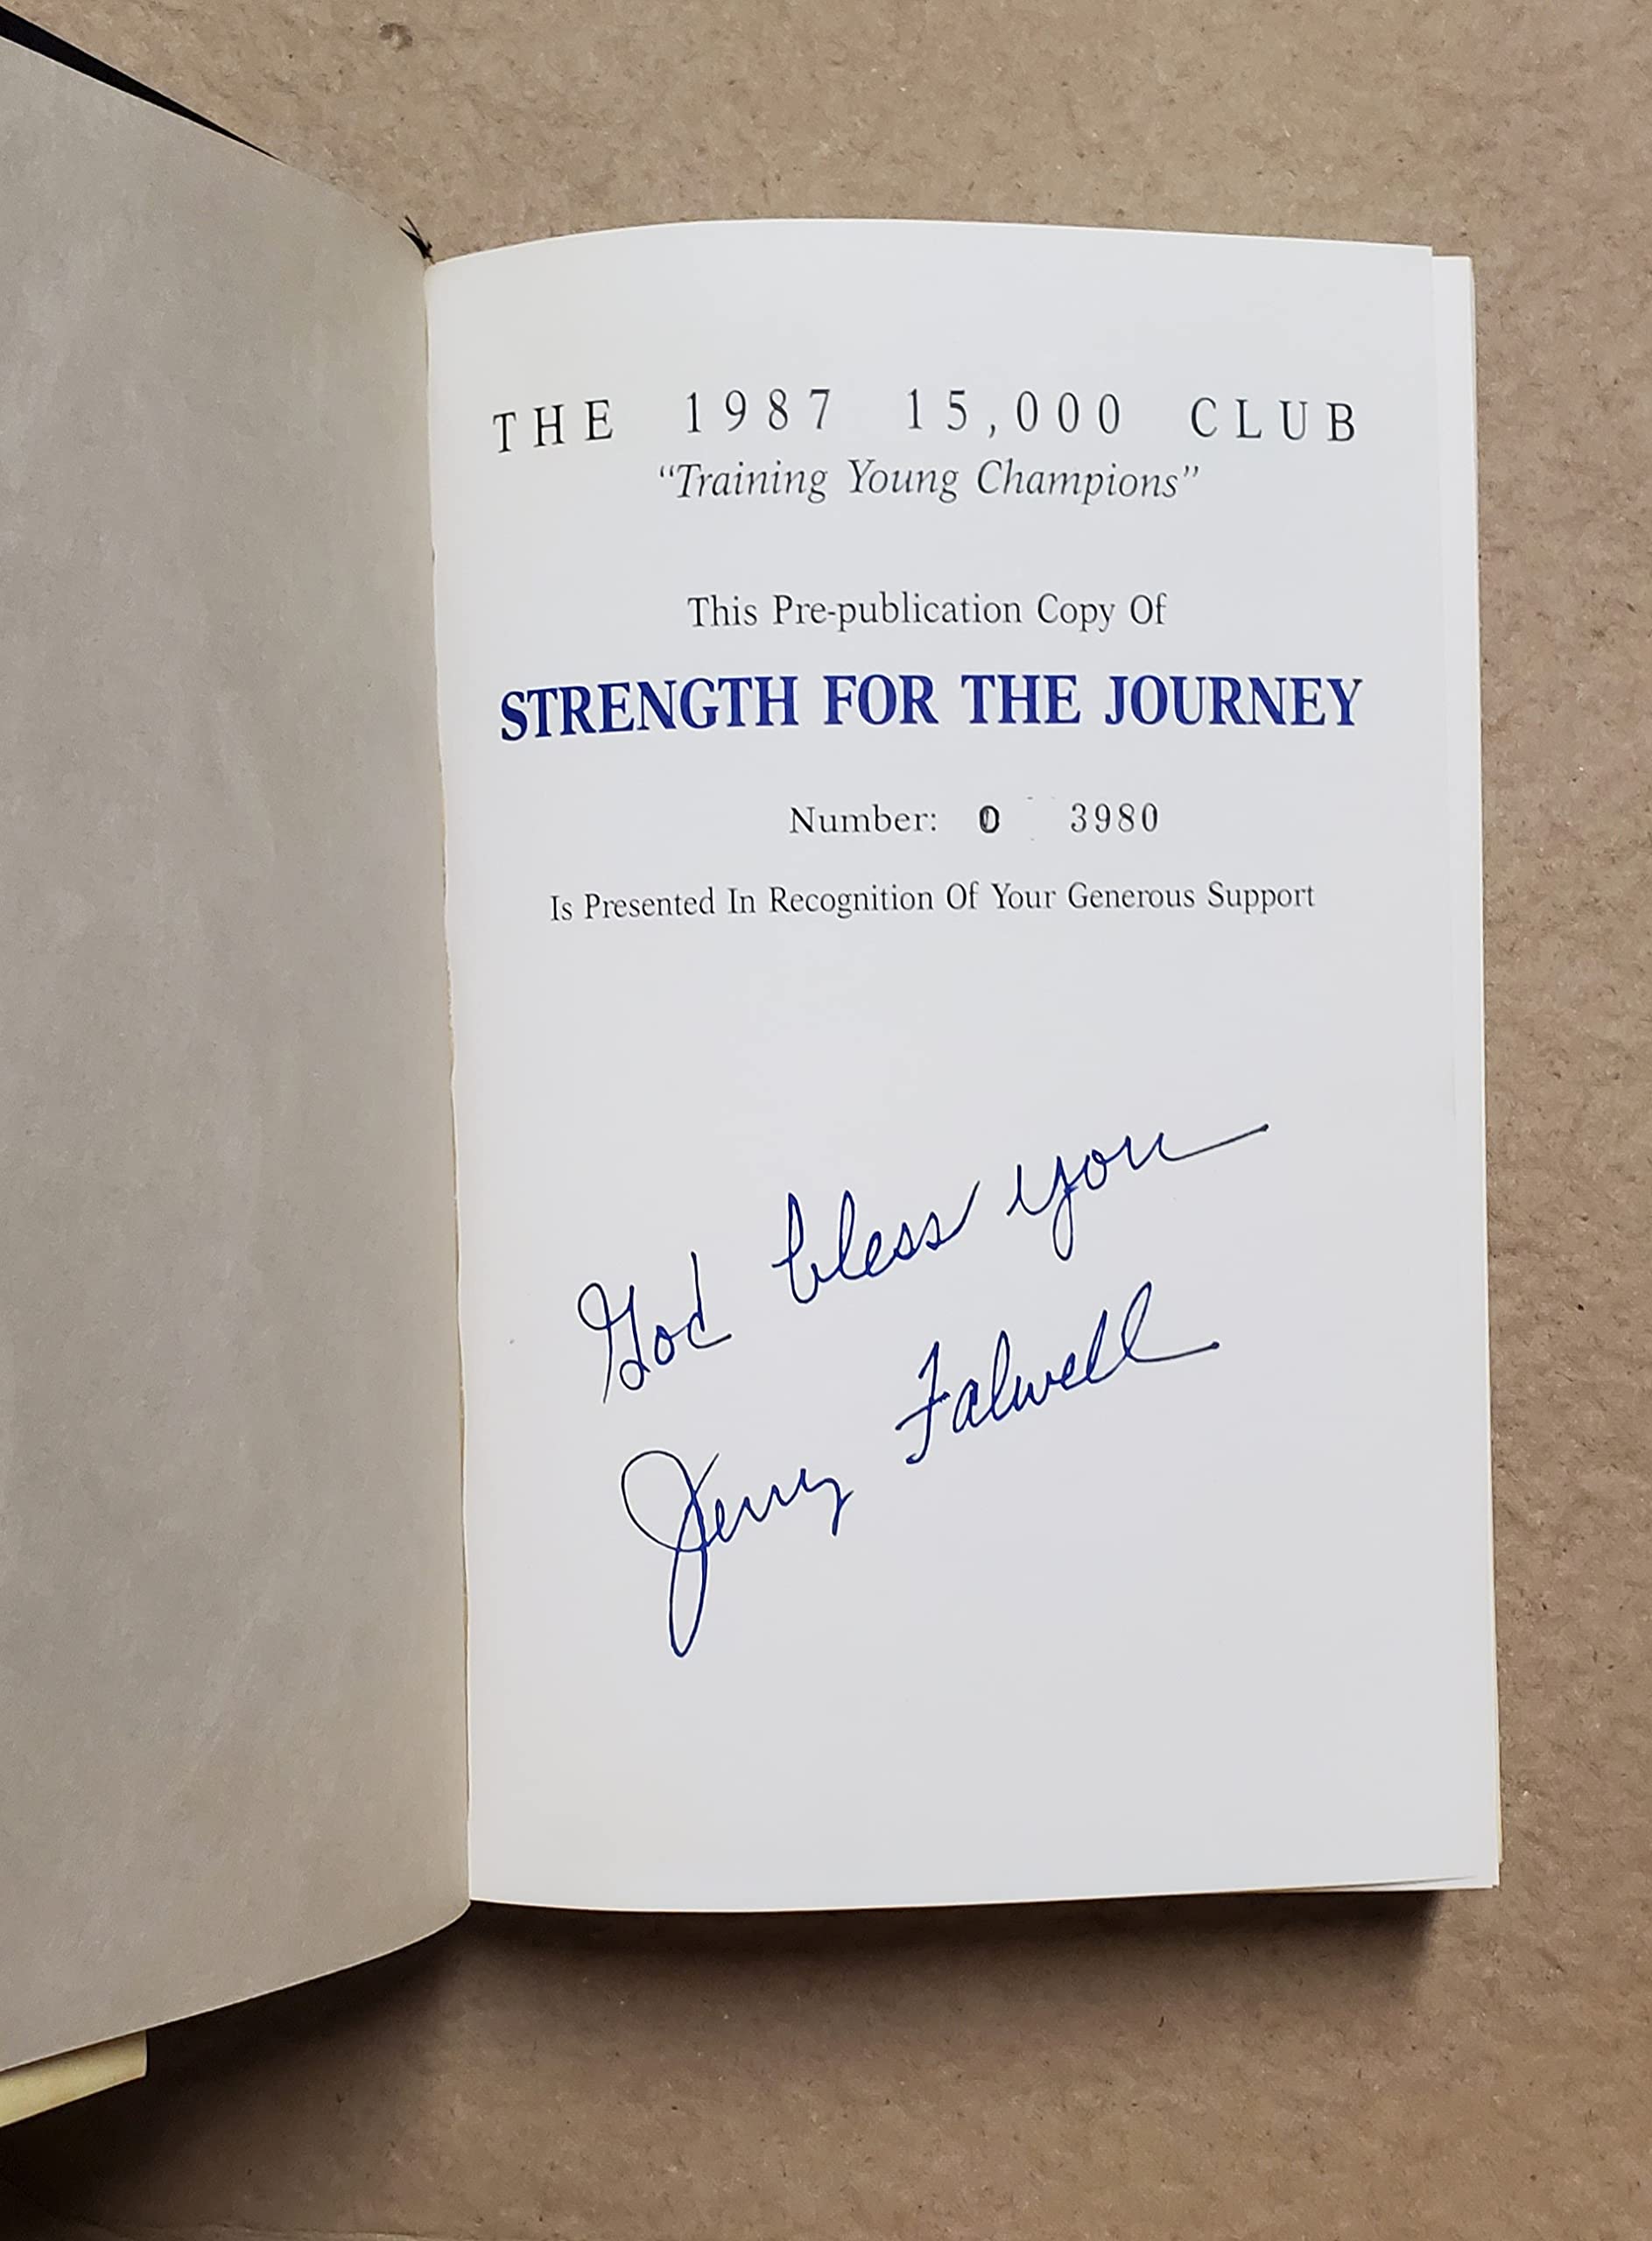 THE 1987 15,000 CLUB
“Training Young Champions”
This Pre-publication Copy Of
STRENGTH FOR THE JOURNEY
Number: 0 3980
Is Presented In Recognition Of Your Generous Support
God bless you
Jerry Falwell